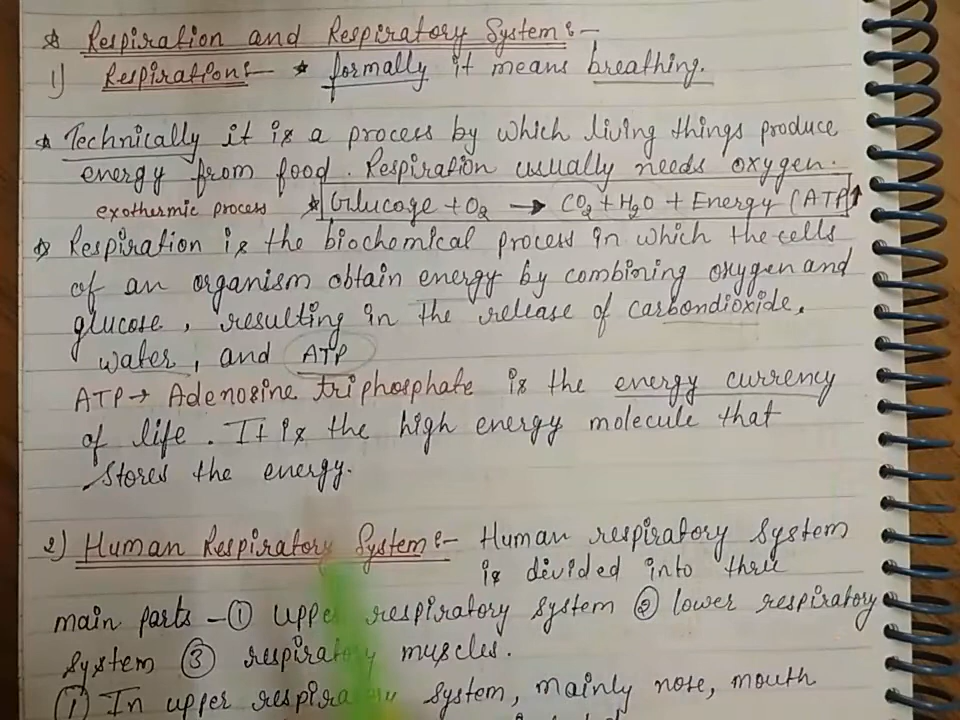 ☆ Respiration and Respiratory System:-
1) Respiration:- ★ formally it means breathing.
★ Technically it is a process by which living things produce
energy from food. Respiration usually needs oxygen.
exothermic process ★ Glucose + O₂ → CO₂ + H₂O + Energy (ATP)↑
☆ Respiration is the biochemical process in which the cells
of an organism obtain energy by combining oxygen and
glucose, resulting in the release of carbondioxide,
water, and ATP
ATP → Adenosine triphosphate is the energy currency
of life. It is the high energy molecule that
stores the energy.
2) Human Respiratory System:- Human respiratory system
is divided into three
main parts - ① upper respiratory system ② lower respiratory
system ③ respiratory muscles.
① In upper respiratory system, mainly nose, mouth